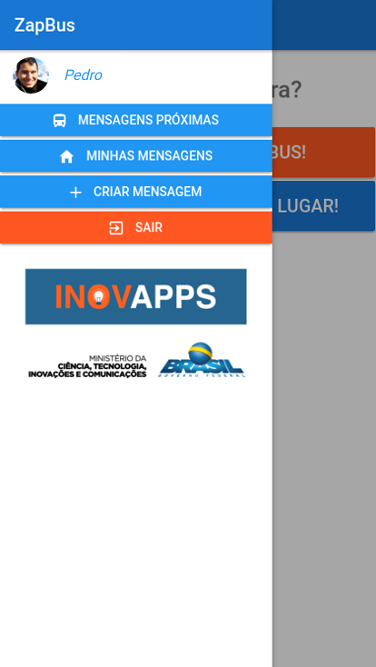 ZapBus
Pedro
ra?
MENSAGENS PRÓXIMAS
BUS!
MINHAS MENSAGENS
CRIAR MENSAGEM
LUGAR!
SAIR
INOVAPPS
MINISTÉRIO DA
CIÊNCIA, TECNOLOGIA,
INOVAÇÕES E COMUNICAÇÕES
BRASIL
GOVERNO FEDERAL